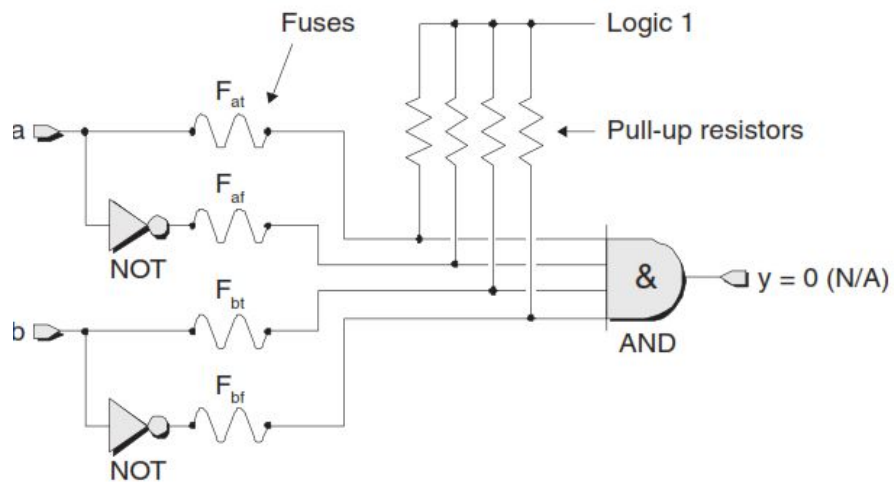 Fuses
Logic 1
F at
a
Pull-up resistors
F af
NOT
&
y = 0 (N/A)
F bt
b
AND
F bf
NOT